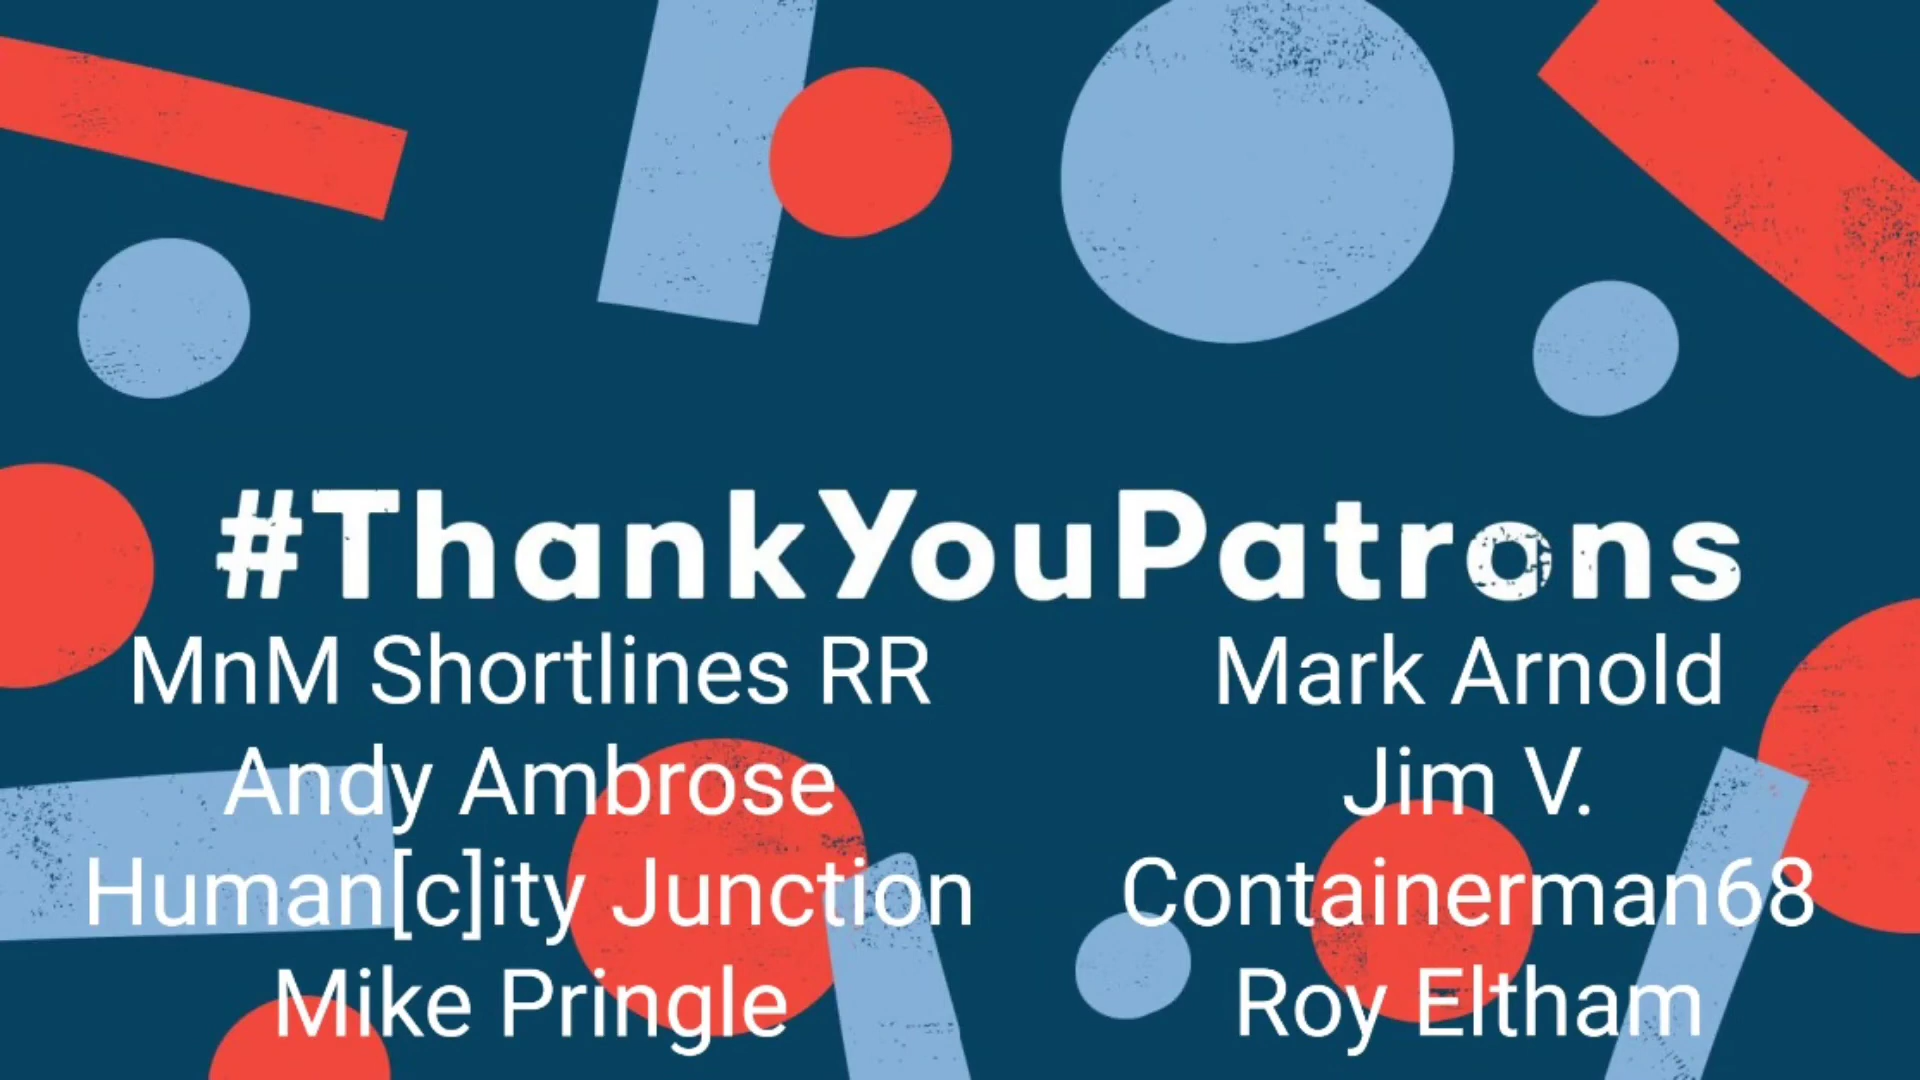 #ThankYouPatrons
MnM Shortlines RR
Mark Arnold
Andy Ambrose
Jim V.
Human[c]ity Junction
Containerman68
Mike Pringle
Roy Eltham